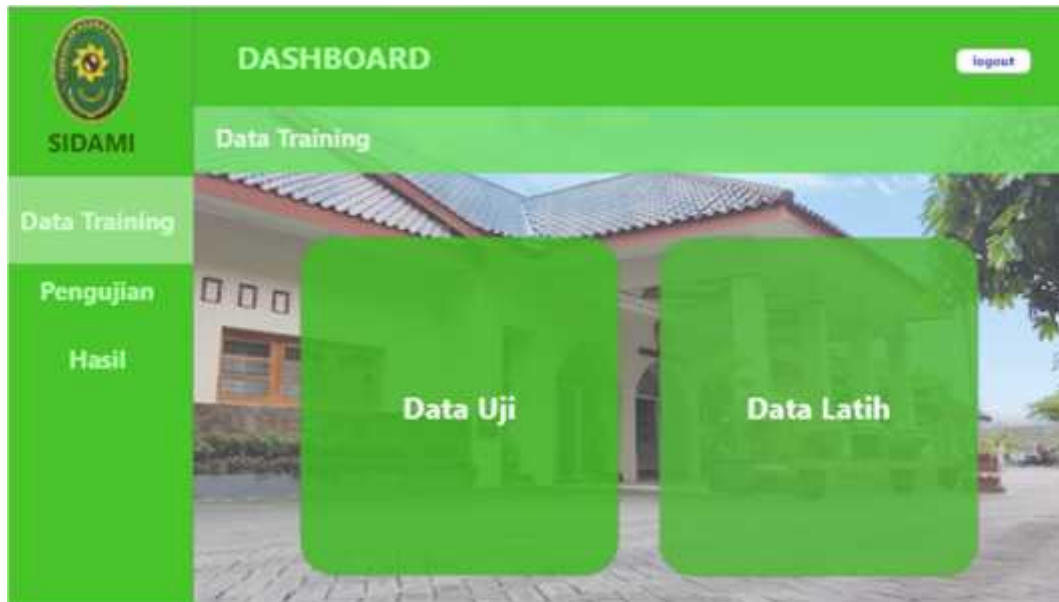 DASHBOARD
logout
SIDAMI
Data Training
Data Training
Pengujian
Hasil
Data Uji
Data Latih